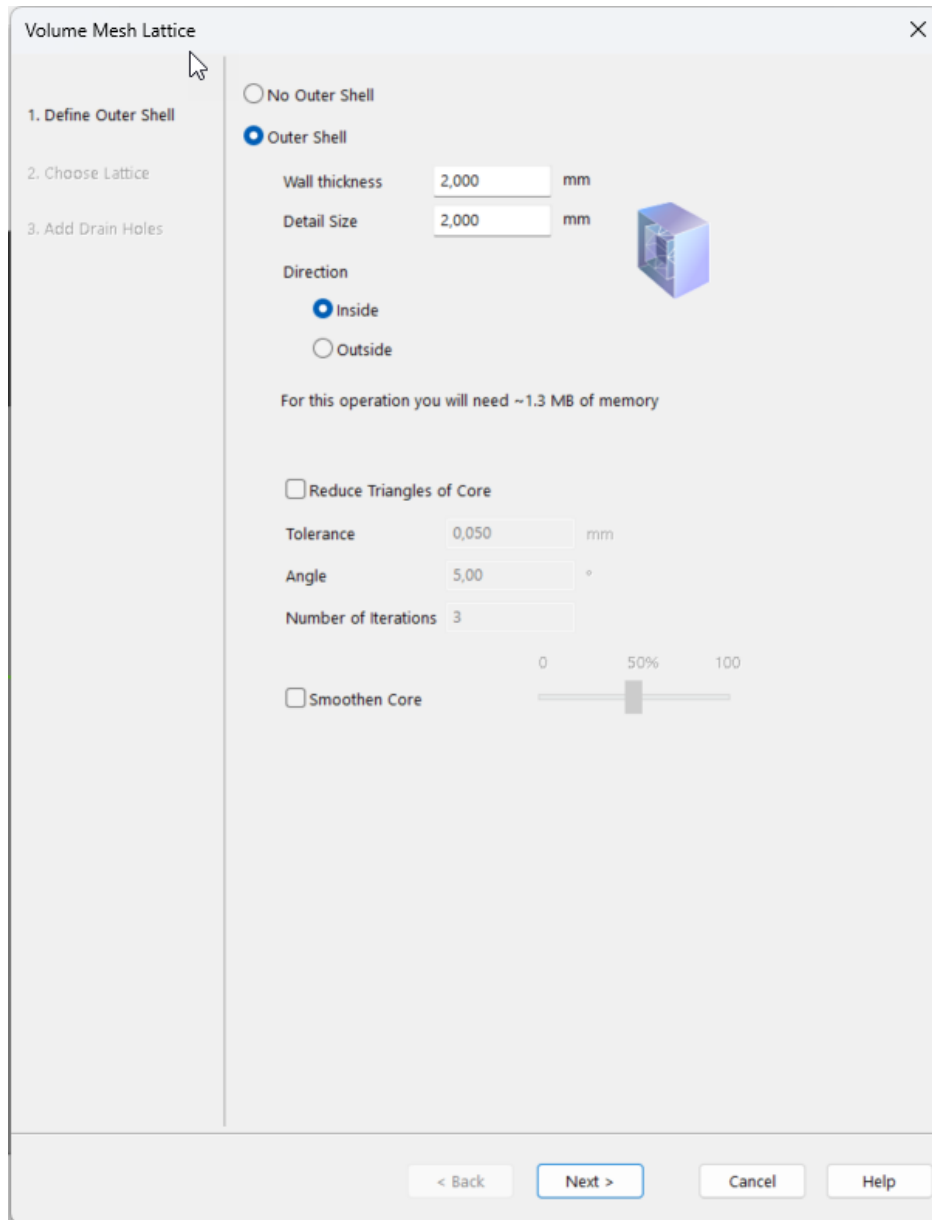 Volume Mesh Lattice
1. Define Outer Shell
2. Choose Lattice
3. Add Drain Holes
No Outer Shell
Outer Shell
Wall thickness 2,000 mm
Detail Size 2,000 mm
Direction
Inside
Outside
For this operation you will need ~1.3 MB of memory
Reduce Triangles of Core
Tolerance 0,050 mm
Angle 5,00 °
Number of Iterations 3
0 50% 100
Smoothen Core
< Back Next > Cancel Help